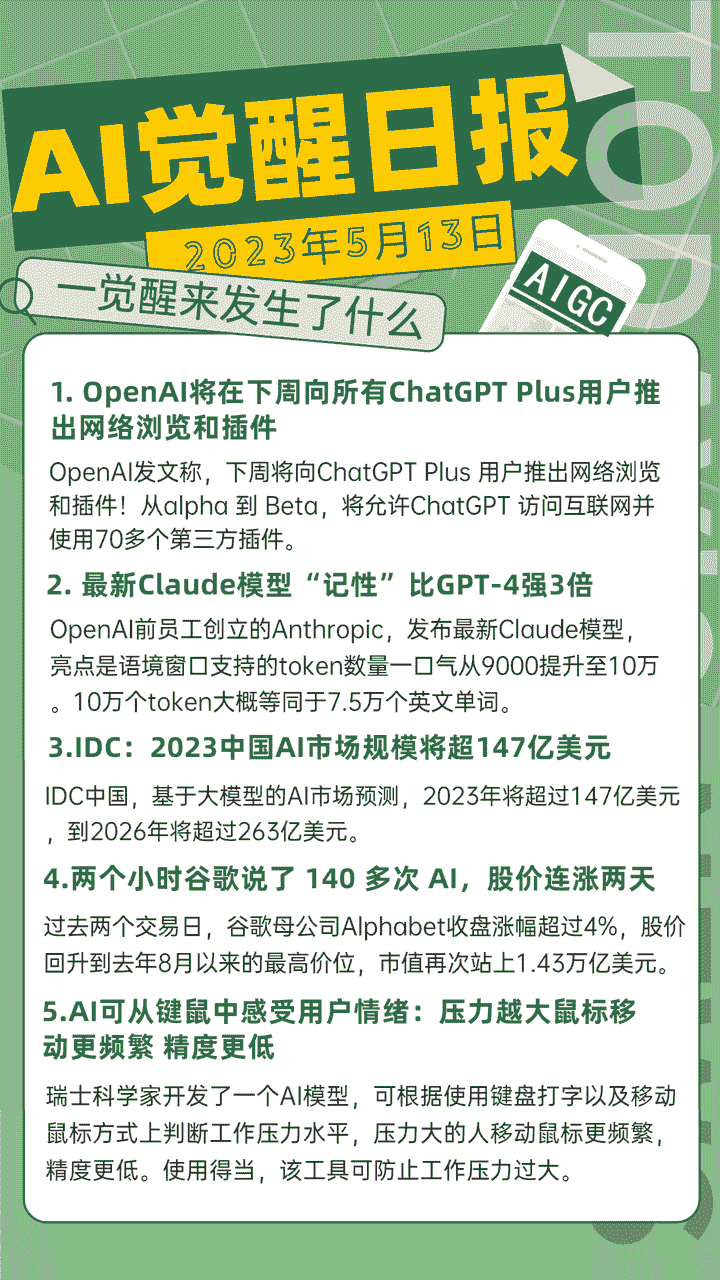 AI觉醒日报
2023年5月13日
一觉醒来发生了什么
AIGC
1. OpenAI将在下周向所有ChatGPT Plus用户推
出网络浏览和插件
OpenAI发文称，下周将向ChatGPT Plus 用户推出网络浏览
和插件！从alpha 到 Beta，将允许ChatGPT 访问互联网并
使用70多个第三方插件。
2. 最新Claude模型“记性”比GPT-4强3倍
OpenAI前员工创立的Anthropic，发布最新Claude模型，
亮点是语境窗口支持的token数量一口气从9000提升至10万
。10万个token大概等同于7.5万个英文单词。
3.IDC：2023中国AI市场规模将超147亿美元
IDC中国，基于大模型的AI市场预测，2023年将超过147亿美元
，到2026年将超过263亿美元。
4.两个小时谷歌说了 140 多次 AI，股价连涨两天
过去两个交易日，谷歌母公司Alphabet收盘涨幅超过4%，股价
回升到去年8月以来的最高价位，市值再次站上1.43万亿美元。
5.AI可从键鼠中感受用户情绪：压力越大鼠标移
动更频繁 精度更低
瑞士科学家开发了一个AI模型，可根据使用键盘打字以及移动
鼠标方式上判断工作压力水平，压力大的人移动鼠标更频繁，
精度更低。使用得当，该工具可防止工作压力过大。